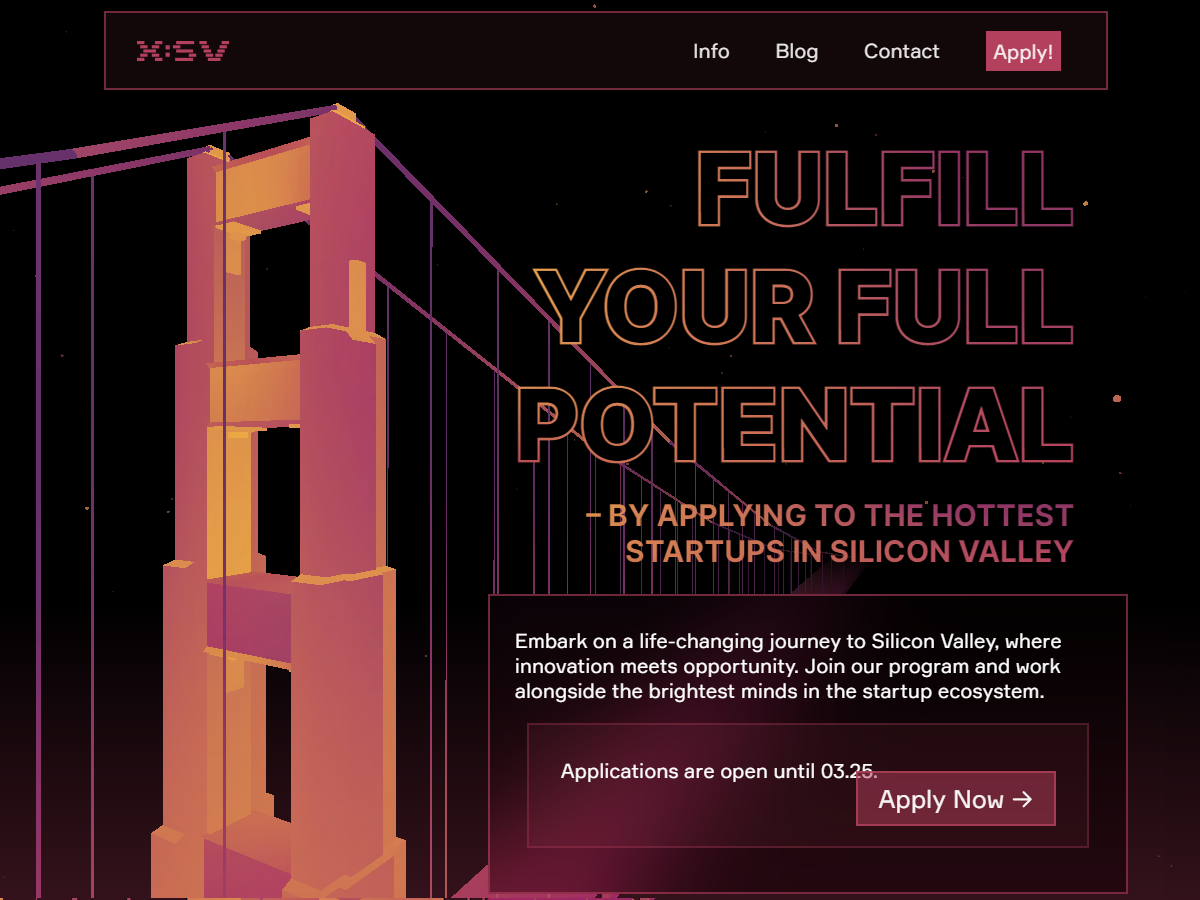 X:SV
Info Blog Contact Apply!
FULFILL
YOUR FULL
POTENTIAL
– BY APPLYING TO THE HOTTEST
STARTUPS IN SILICON VALLEY
Embark on a life-changing journey to Silicon Valley, where
innovation meets opportunity. Join our program and work
alongside the brightest minds in the startup ecosystem.
Applications are open until 03.25.
Apply Now →